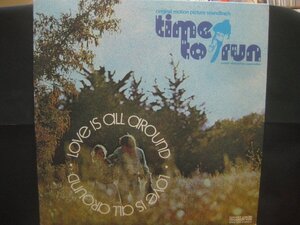 original motion picture soundtrack
time
to run
LOVE IS ALL AROUND · LOVE IS ALL AROUND ·